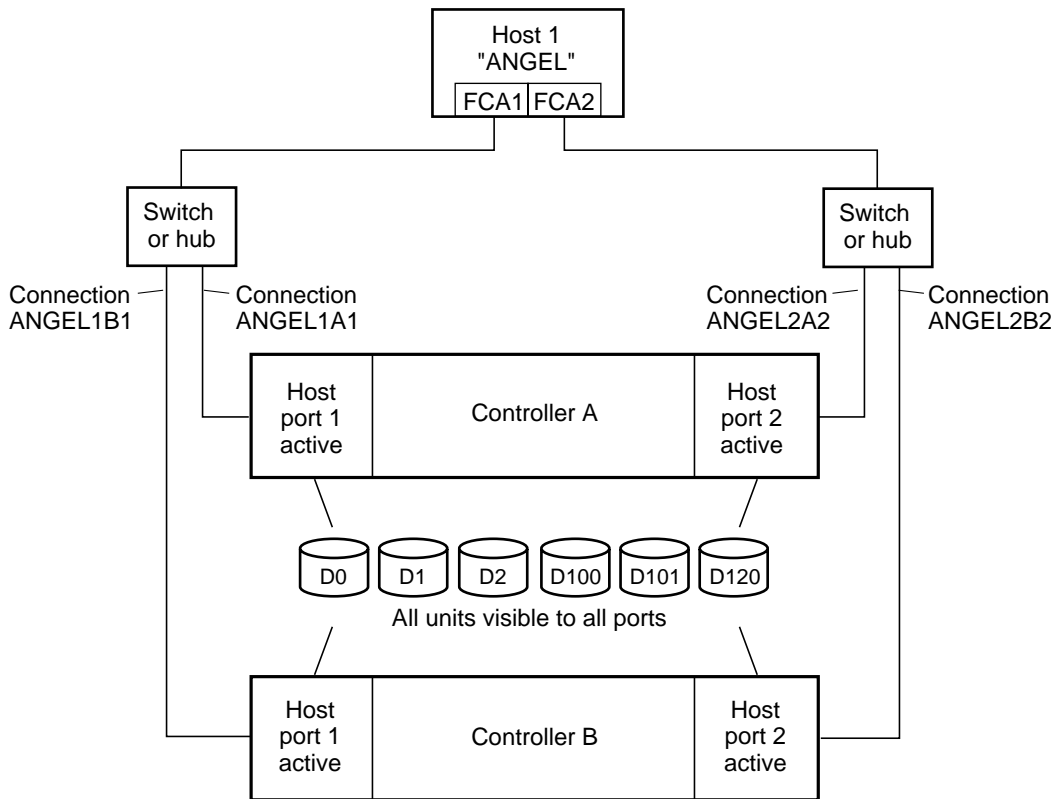 Host 1
"ANGEL"
FCA1 FCA2
Switch
or hub
Switch
or hub
Connection
ANGEL1B1
Connection
ANGEL1A1
Connection
ANGEL2A2
Connection
ANGEL2B2
Host
port 1
active
Controller A
Host
port 2
active
D0 D1 D2 D100 D101 D120
All units visible to all ports
Host
port 1
active
Controller B
Host
port 2
active